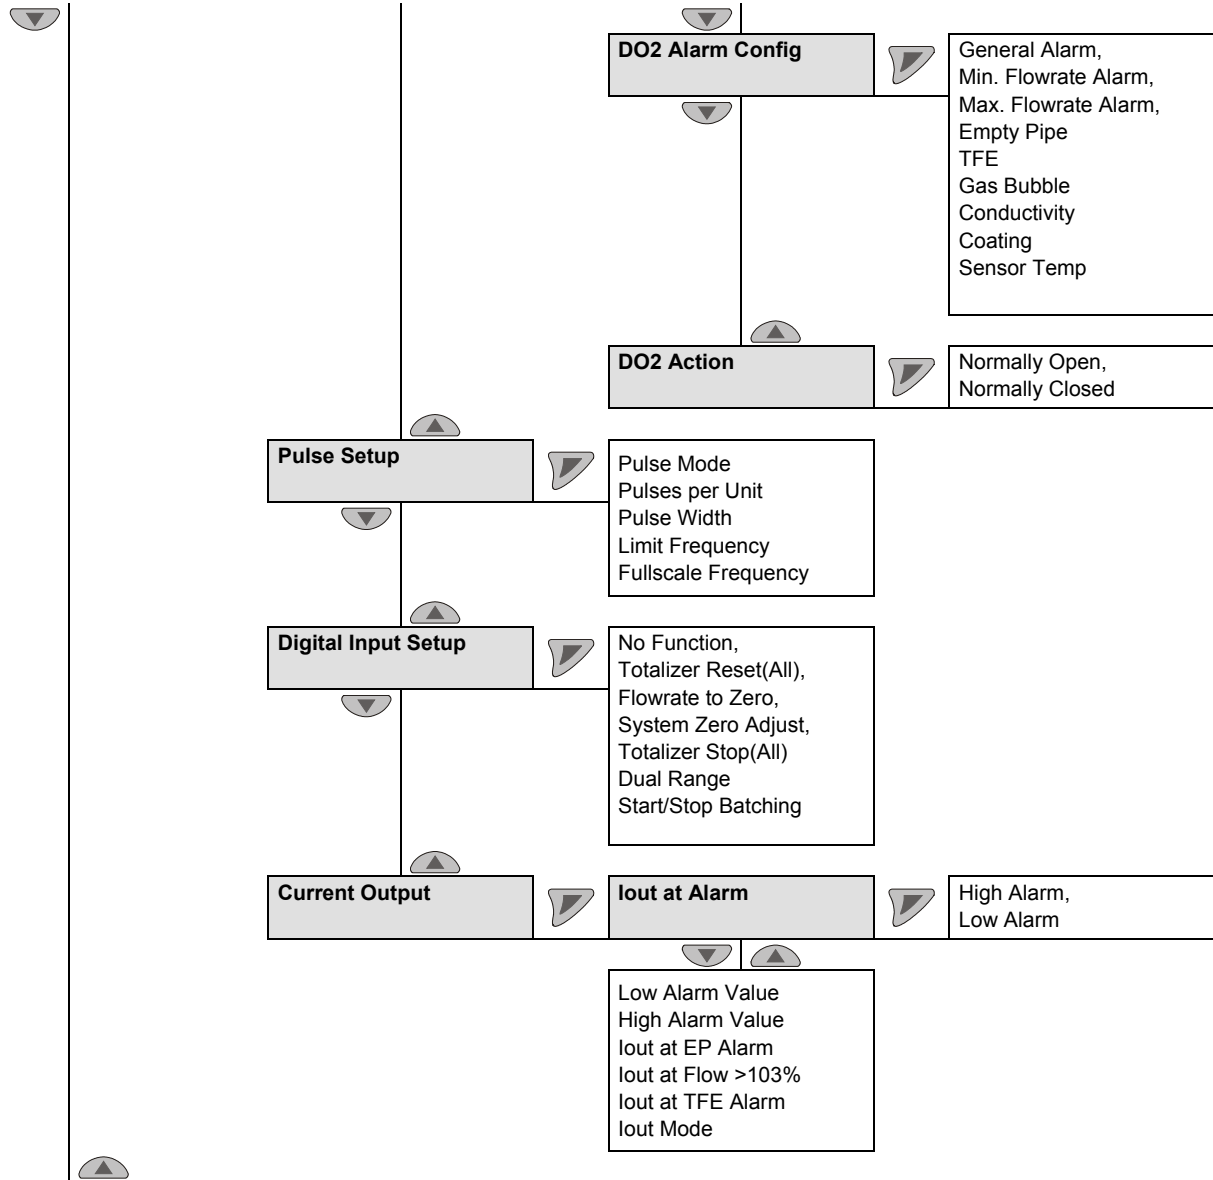 DO2 Alarm Config
General Alarm,
Min. Flowrate Alarm,
Max. Flowrate Alarm,
Empty Pipe
TFE
Gas Bubble
Conductivity
Coating
Sensor Temp
DO2 Action
Normally Open,
Normally Closed
Pulse Setup
Pulse Mode
Pulses per Unit
Pulse Width
Limit Frequency
Fullscale Frequency
Digital Input Setup
No Function,
Totalizer Reset(All),
Flowrate to Zero,
System Zero Adjust,
Totalizer Stop(All)
Dual Range
Start/Stop Batching
Current Output
Iout at Alarm
High Alarm,
Low Alarm
Low Alarm Value
High Alarm Value
Iout at EP Alarm
Iout at Flow >103%
Iout at TFE Alarm
Iout Mode